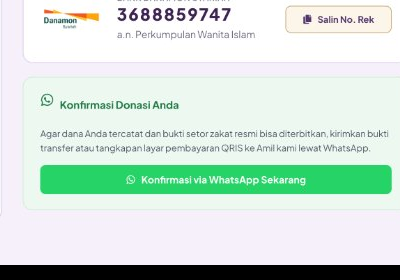 Danamon
Syariah
3688859747
Salin No. Rek
a.n. Perkumpulan Wanita Islam
Konfirmasi Donasi Anda
Agar dana Anda tercatat dan bukti setor zakat resmi bisa diterbitkan, kirimkan bukti
transfer atau tangkapan layar pembayaran QRIS ke Amil kami lewat WhatsApp.
Konfirmasi via WhatsApp Sekarang